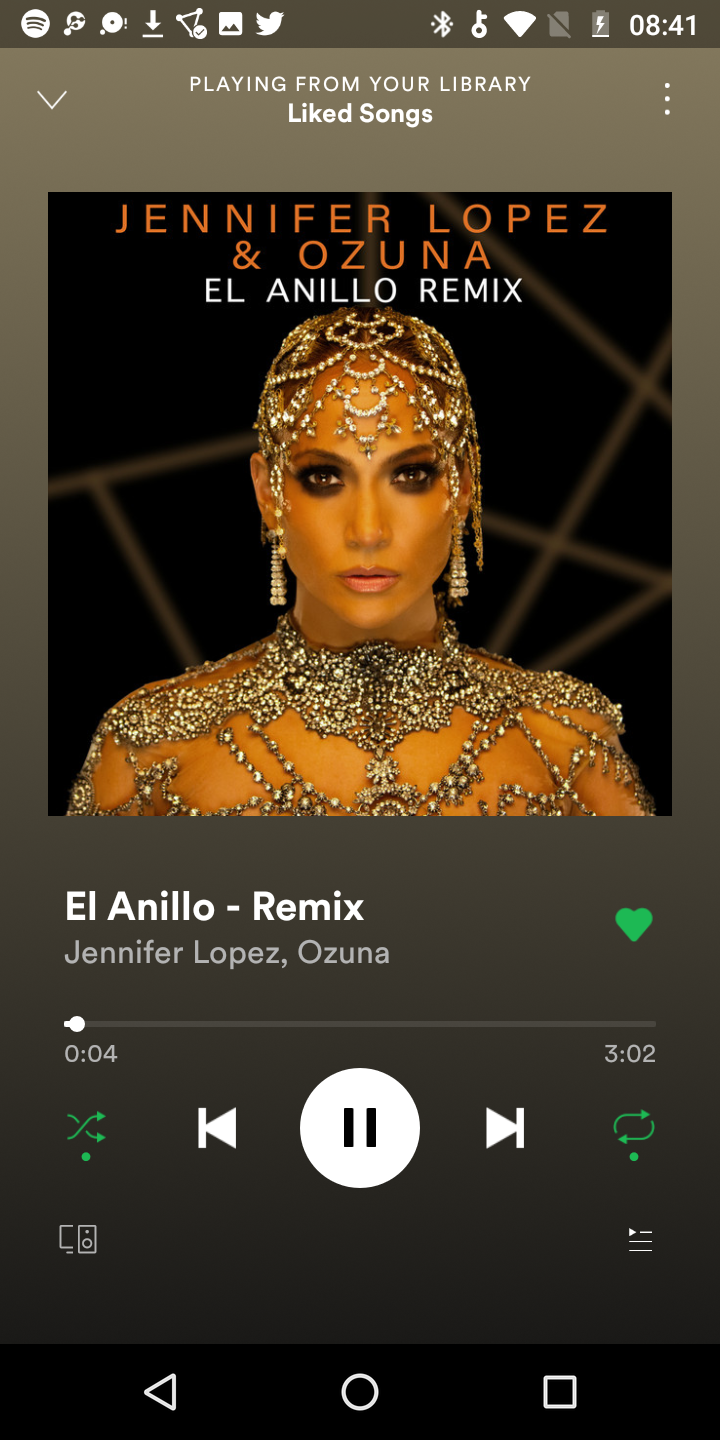 08:41
PLAYING FROM YOUR LIBRARY
Liked Songs
JENNIFER LOPEZ
& OZUNA
EL ANILLO REMIX
El Anillo - Remix
Jennifer Lopez, Ozuna
0:04
3:02